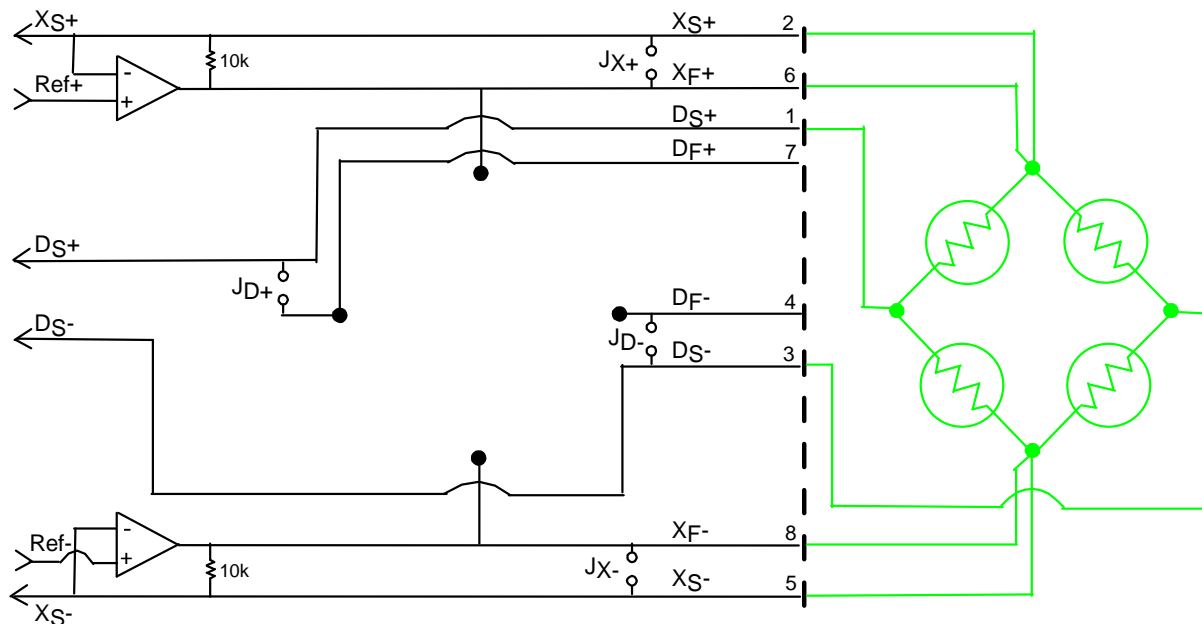 XS+ XS+ 2
10k JX+
Ref+ - XF+ 6
+
DS+ 1
DF+ 7
DS+
JD+
DF- 4
DS- JD-
DS- 3
-
Ref- + XF- 8
10k JX-
XS- 5
XS-